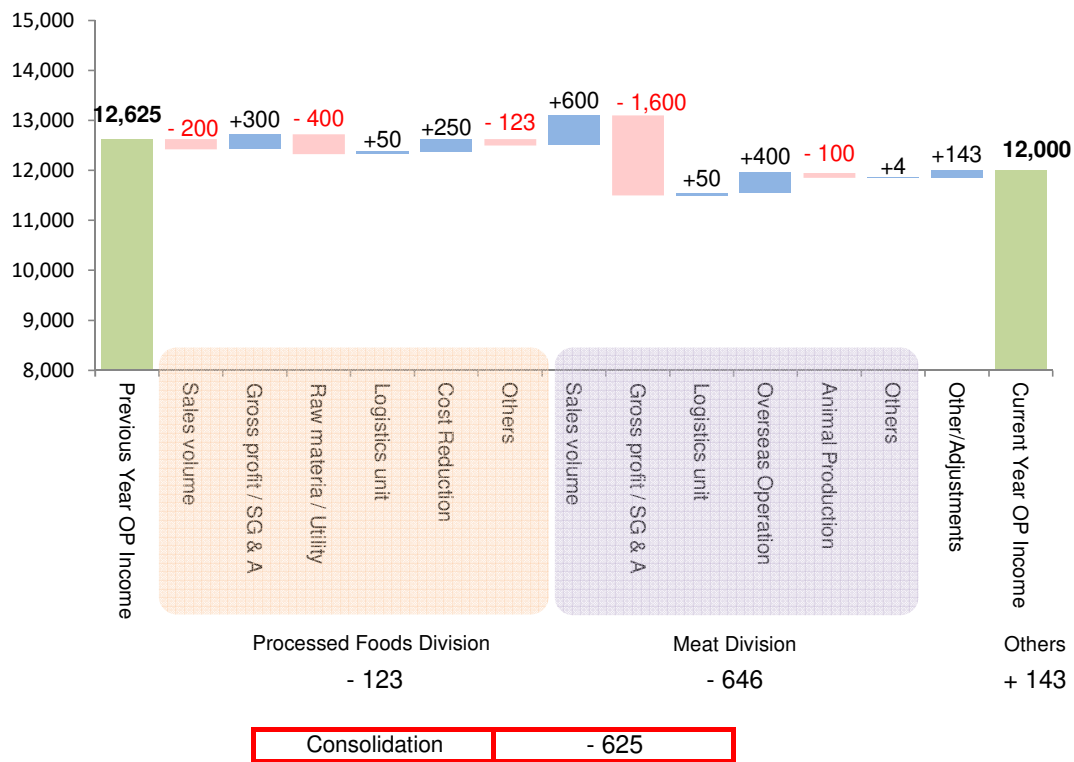 15,000
14,000
13,000
12,000
11,000
10,000
9,000
8,000
12,625
- 200
+300
- 400
+50
+250
- 123
+600
- 1,600
+50
+400
- 100
+4
+143
12,000
Previous Year OP Income
Sales volume
Gross profit / SG & A
Raw materia / Utility
Logistics unit
Cost Reduction
Others
Sales volume
Gross profit / SG & A
Logistics unit
Overseas Operation
Animal Production
Others
Other/Adjustments
Current Year OP Income
Processed Foods Division
Meat Division
Others
- 123
- 646
+ 143
Consolidation
- 625